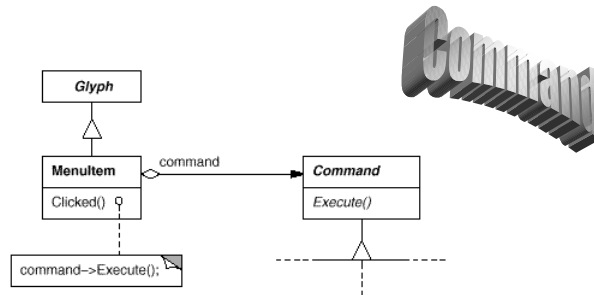 Command
Glyph
MenuItem
command
Command
Clicked()
Execute()
command->Execute();